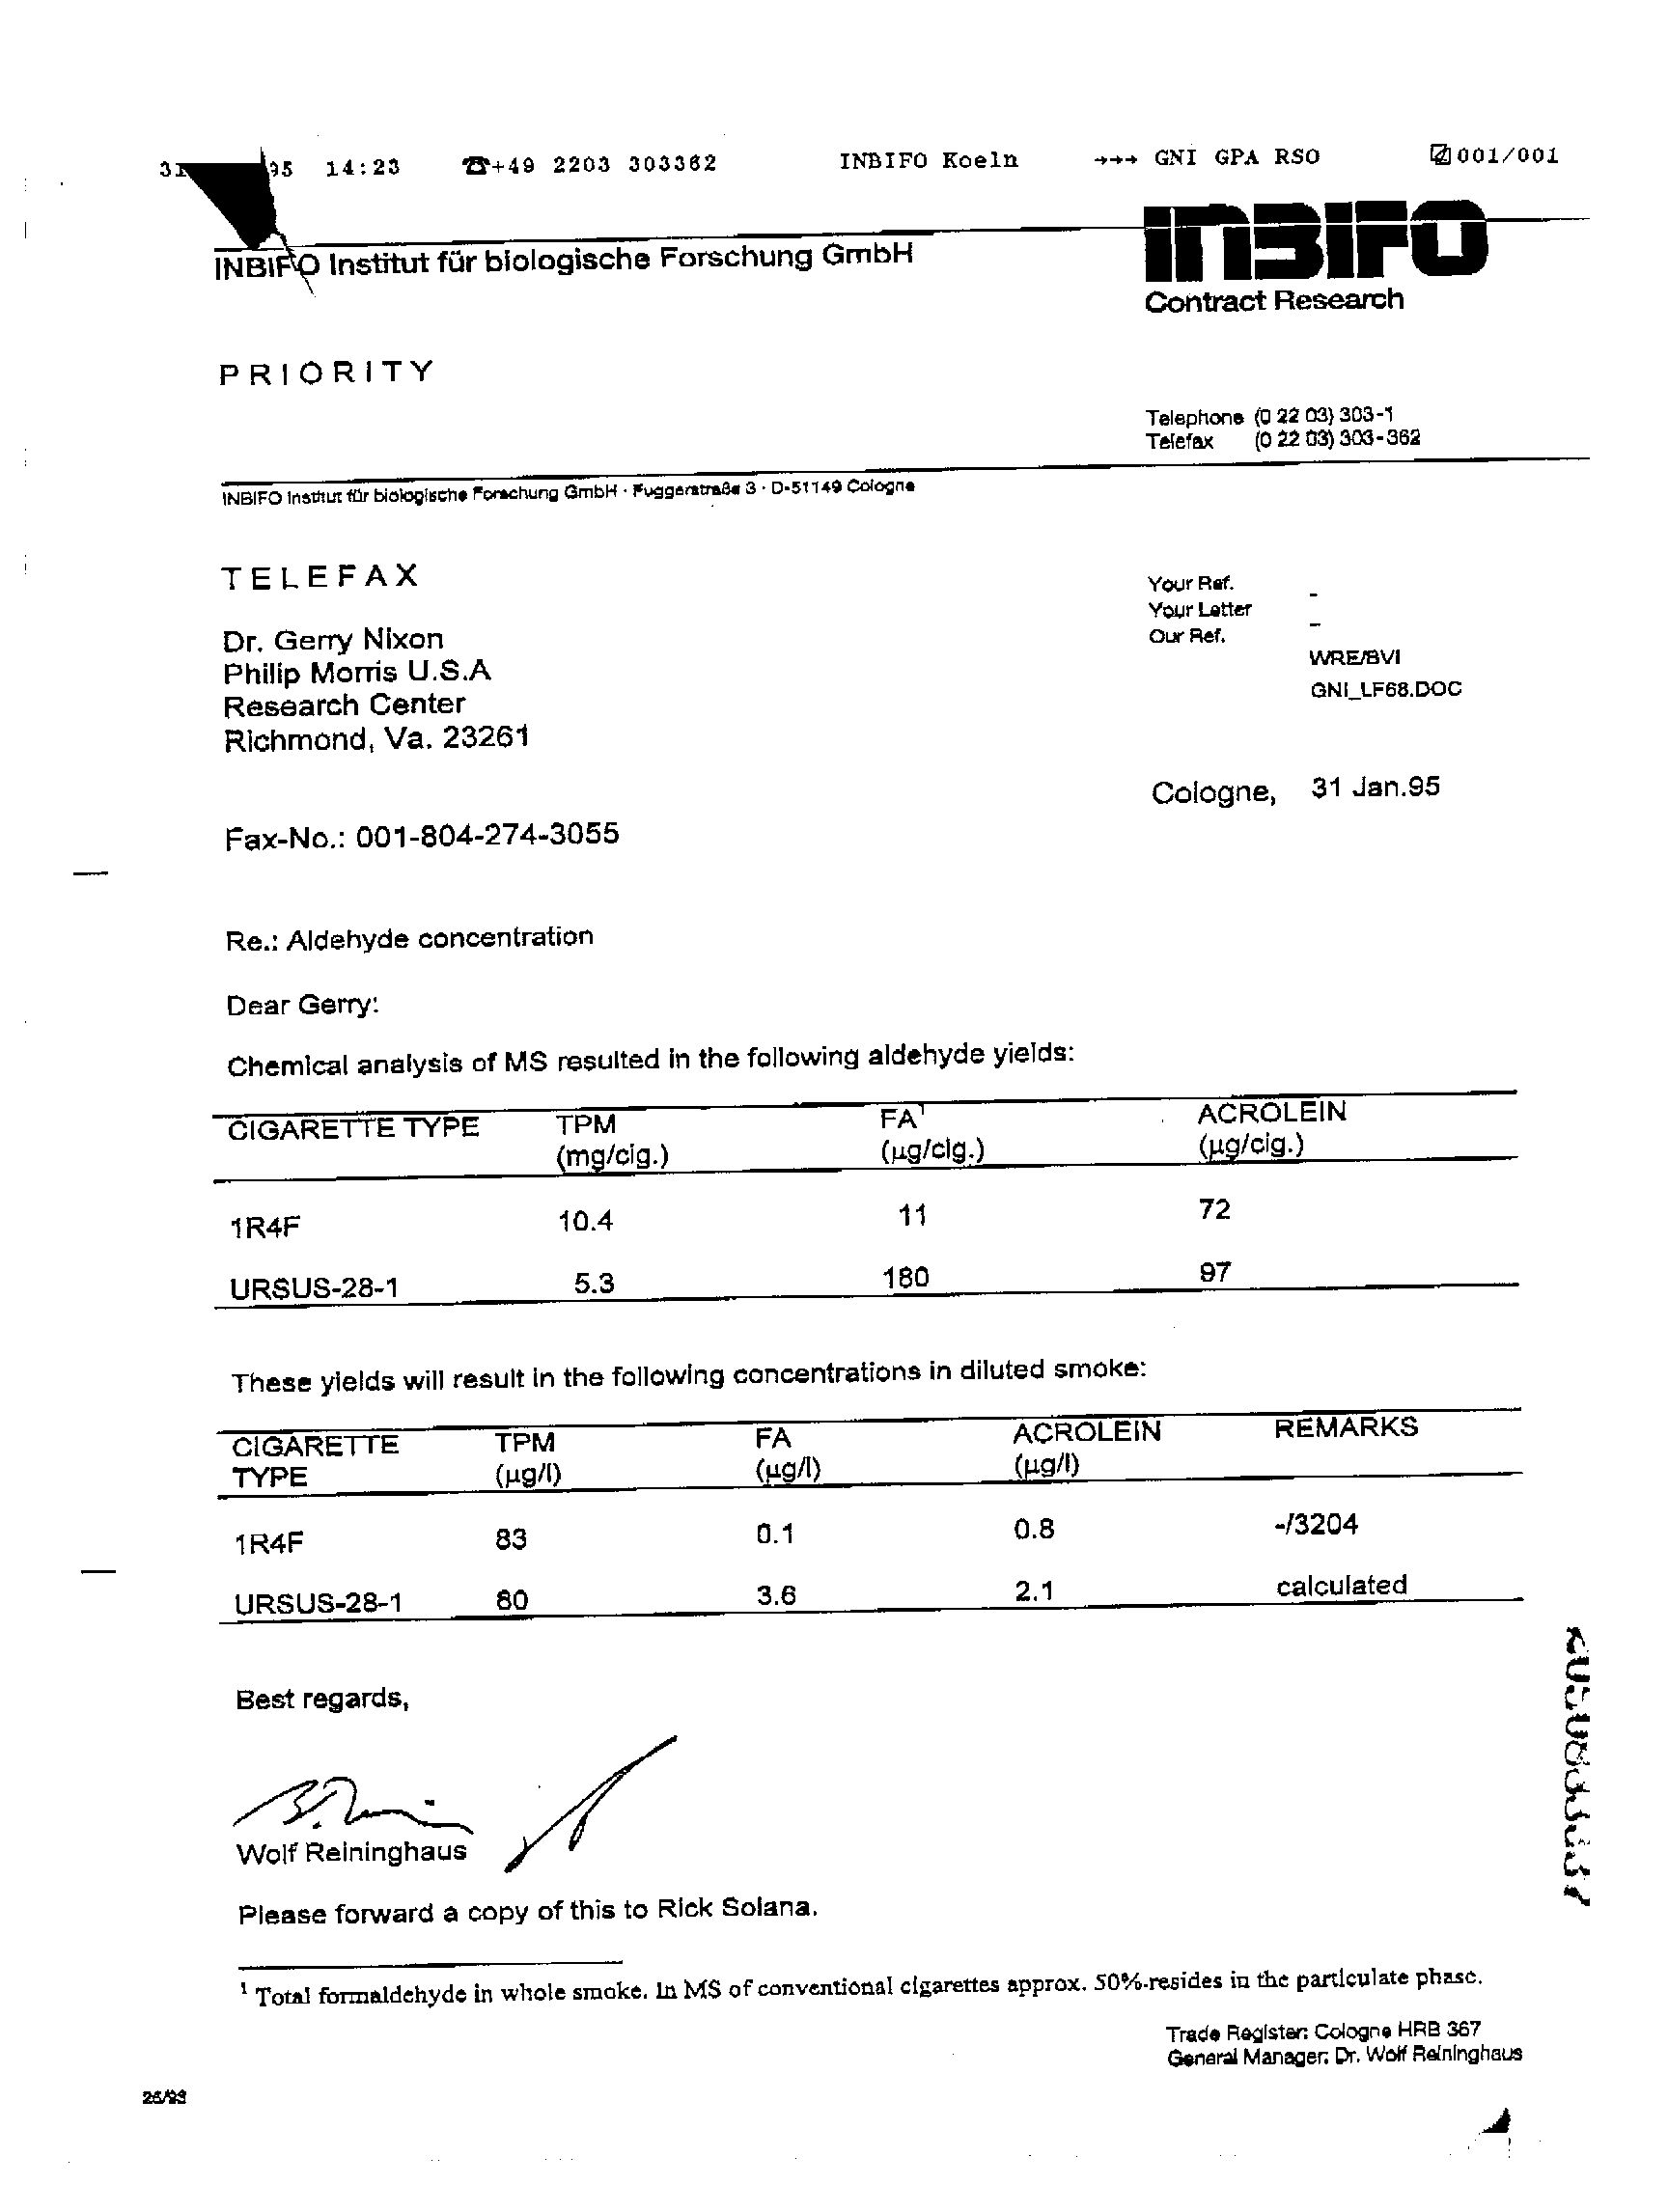 14:23 ☎+49 2203 303362 INBIFO Koeln →→→ GNI GPA RSO 001/001
INBIFO Institut für biologische Forschung GmbH
INBIFO
Contract Research
PRIORITY
Telephone (0 22 03) 303-1
Telefax (0 22 03) 303-362
INBIFO Institut für biologische Forschung GmbH · Fuggerstraße 3 · D-51149 Cologne
TELEFAX
Your Ref. -
Your Letter -
Our Ref.
WRE/BVI
GNI_LF68.DOC
Dr. Gerry Nixon
Philip Morris U.S.A
Research Center
Richmond, Va. 23261
Cologne, 31 Jan.95
Fax-No.: 001-804-274-3055
Re.: Aldehyde concentration
Dear Gerry:
Chemical analysis of MS resulted in the following aldehyde yields:
CIGARETTE TYPE TPM FA¹ ACROLEIN
(mg/cig.) (µg/cig.) (µg/cig.)
1R4F 10.4 11 72
URSUS-28-1 5.3 180 97
These yields will result in the following concentrations in diluted smoke:
CIGARETTE TPM FA ACROLEIN REMARKS
TYPE (µg/l) (µg/l) (µg/l)
1R4F 83 0.1 0.8 -/3204
URSUS-28-1 80 3.6 2.1 calculated
Best regards,
Wolf Reininghaus
Please forward a copy of this to Rick Solana.
¹ Total formaldehyde in whole smoke. In MS of conventional cigarettes approx. 50%-resides in the particulate phase.
Trade Register: Cologne HRB 367
General Manager: Dr. Wolf Reininghaus